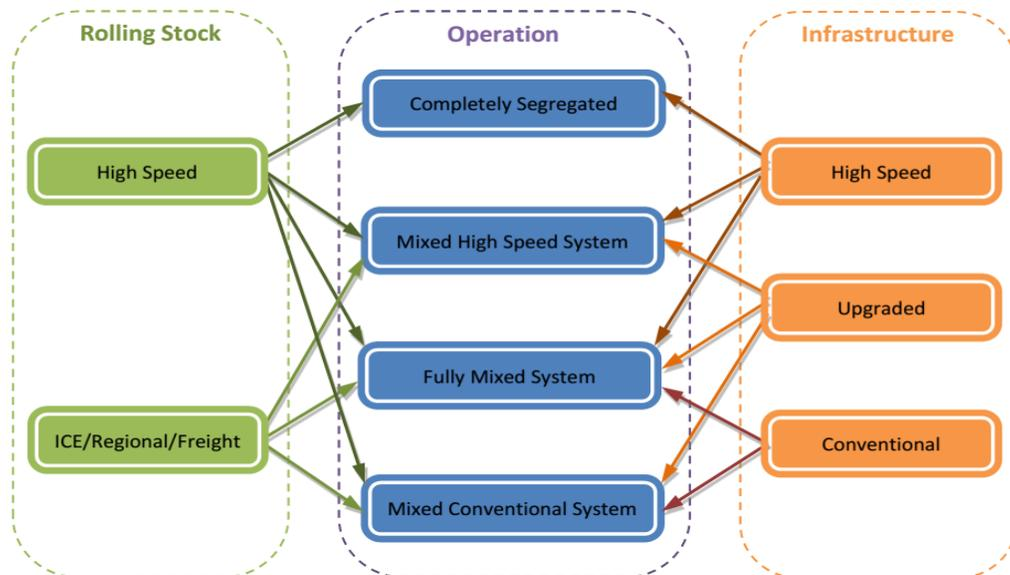 Rolling Stock
Operation
Infrastructure
Completely Segregated
High Speed
High Speed
Mixed High Speed System
Upgraded
Fully Mixed System
ICE/Regional/Freight
Conventional
Mixed Conventional System